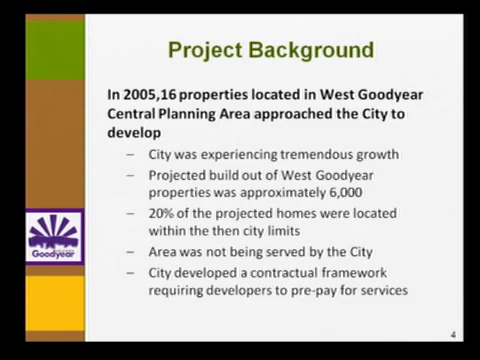 Project Background
In 2005,16 properties located in West Goodyear
Central Planning Area approached the City to
develop
– City was experiencing tremendous growth
– Projected build out of West Goodyear
properties was approximately 6,000
– 20% of the projected homes were located
within the then city limits
– Area was not being served by the City
– City developed a contractual framework
requiring developers to pre-pay for services
Goodyear
4